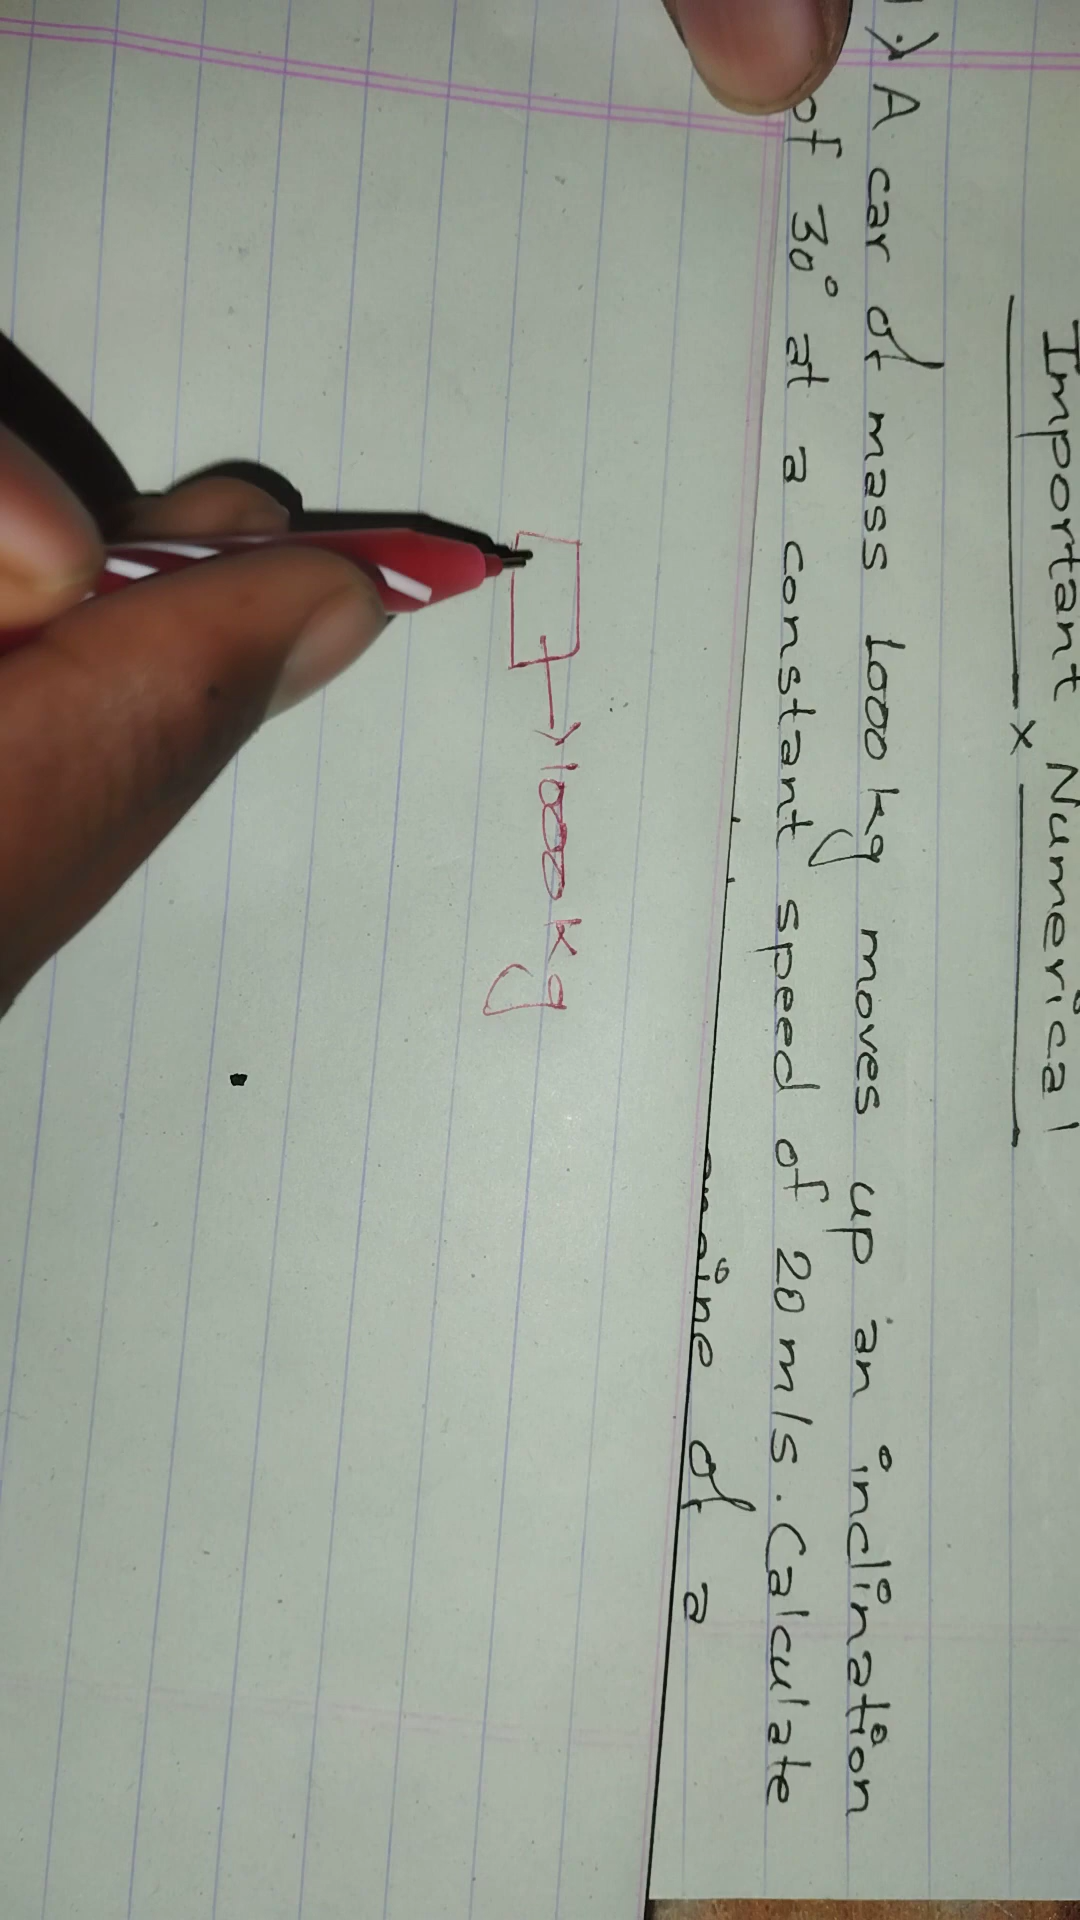 Important Numerical
x
1.) A car of mass 1000 kg moves up an inclination
of 30° at a constant speed of 20 m/s. Calculate
of a
1000 kg